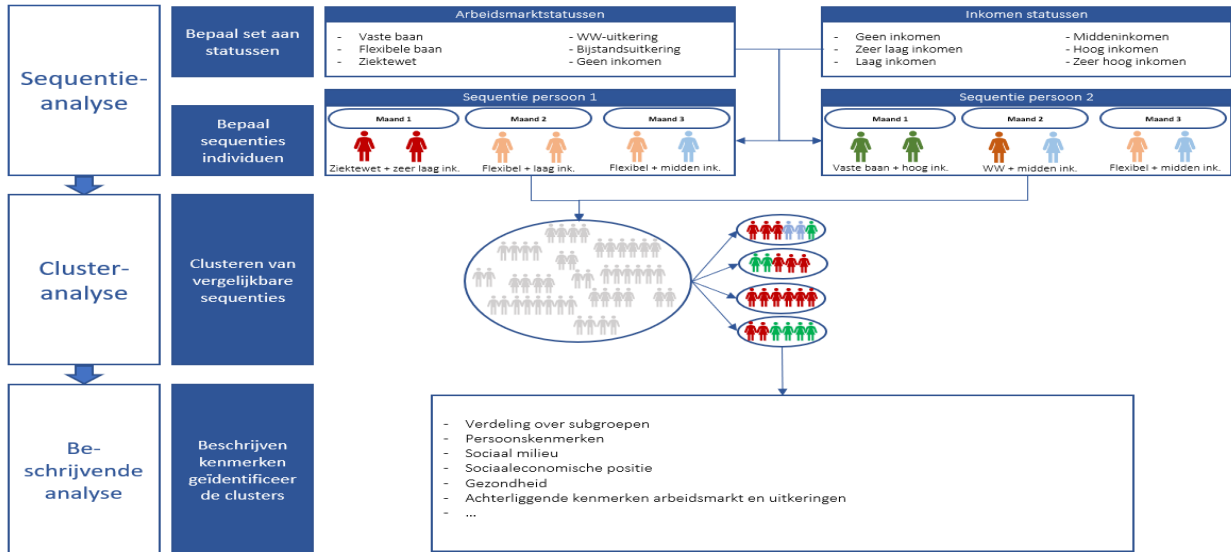 Sequentie-
analyse
Bepaal set aan
statussen
Arbeidsmarktstatussen
- Vaste baan
- Flexibele baan
- Ziektewet
- WW-uitkering
- Bijstandsuitkering
- Geen inkomen
Inkomen statussen
- Geen inkomen
- Zeer laag inkomen
- Laag inkomen
- Middeninkomen
- Hoog inkomen
- Zeer hoog inkomen
Bepaal
sequenties
individuen
Sequentie persoon 1
Maand 1
Maand 2
Maand 3
Ziektewet + zeer laag ink.
Flexibel + laag ink.
Flexibel + midden ink.
Sequentie persoon 2
Maand 1
Maand 2
Maand 3
Vaste baan + hoog ink.
WW + midden ink.
Flexibel + midden ink.
Cluster-
analyse
Clusteren van
vergelijkbare
sequenties
Be-
schrijvende
analyse
Beschrijven
kenmerken
geïdentificeer
de clusters
- Verdeling over subgroepen
- Persoonskenmerken
- Sociaal milieu
- Sociaaleconomische positie
- Gezondheid
- Achterliggende kenmerken arbeidsmarkt en uitkeringen
- ...